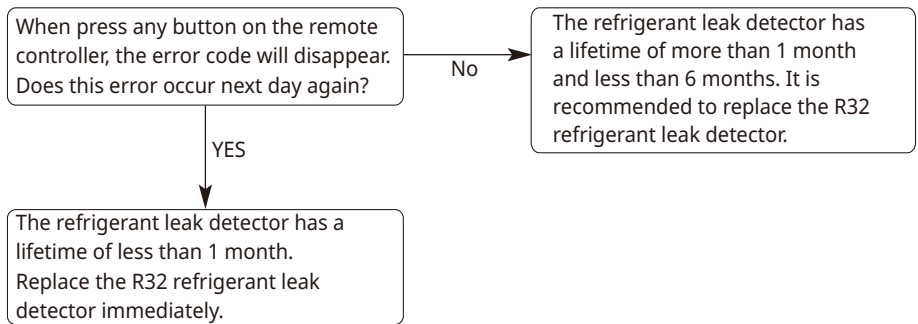 When press any button on the remote
controller, the error code will disappear.
Does this error occur next day again?
No
The refrigerant leak detector has
a lifetime of more than 1 month
and less than 6 months. It is
recommended to replace the R32
refrigerant leak detector.
YES
The refrigerant leak detector has a
lifetime of less than 1 month.
Replace the R32 refrigerant leak
detector immediately.